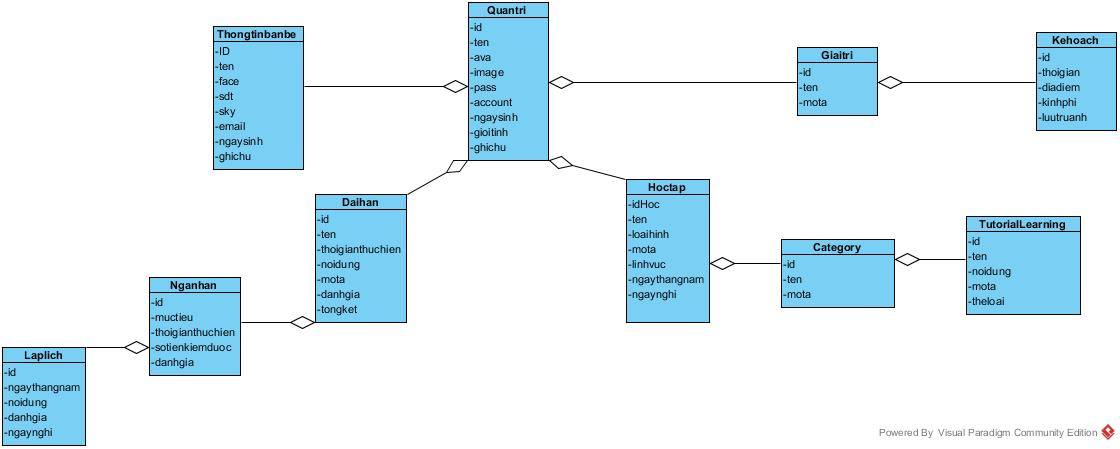 Quantri
-id
-ten
-ava
-image
-pass
-account
-ngaysinh
-gioitinh
-ghichu
Thongtinbanbe
-ID
-ten
-face
-sdt
-sky
-email
-ngaysinh
-ghichu
Giaitri
-id
-ten
-mota
Kehoach
-id
-thoigian
-diadiem
-kinhphi
-luutruanh
Daihan
-id
-ten
-thoigianthuchien
-noidung
-mota
-danhgia
-tongket
Hoctap
-idHoc
-ten
-loaihinh
-mota
-linhvuc
-ngaythangnam
-ngaynghi
Category
-id
-ten
-mota
TutorialLearning
-id
-ten
-noidung
-mota
-theloai
Nganhan
-id
-muctieu
-thoigianthuchien
-sotienkiemduoc
-danhgia
Laplich
-id
-ngaythangnam
-noidung
-danhgia
-ngaynghi
Powered By Visual Paradigm Community Edition